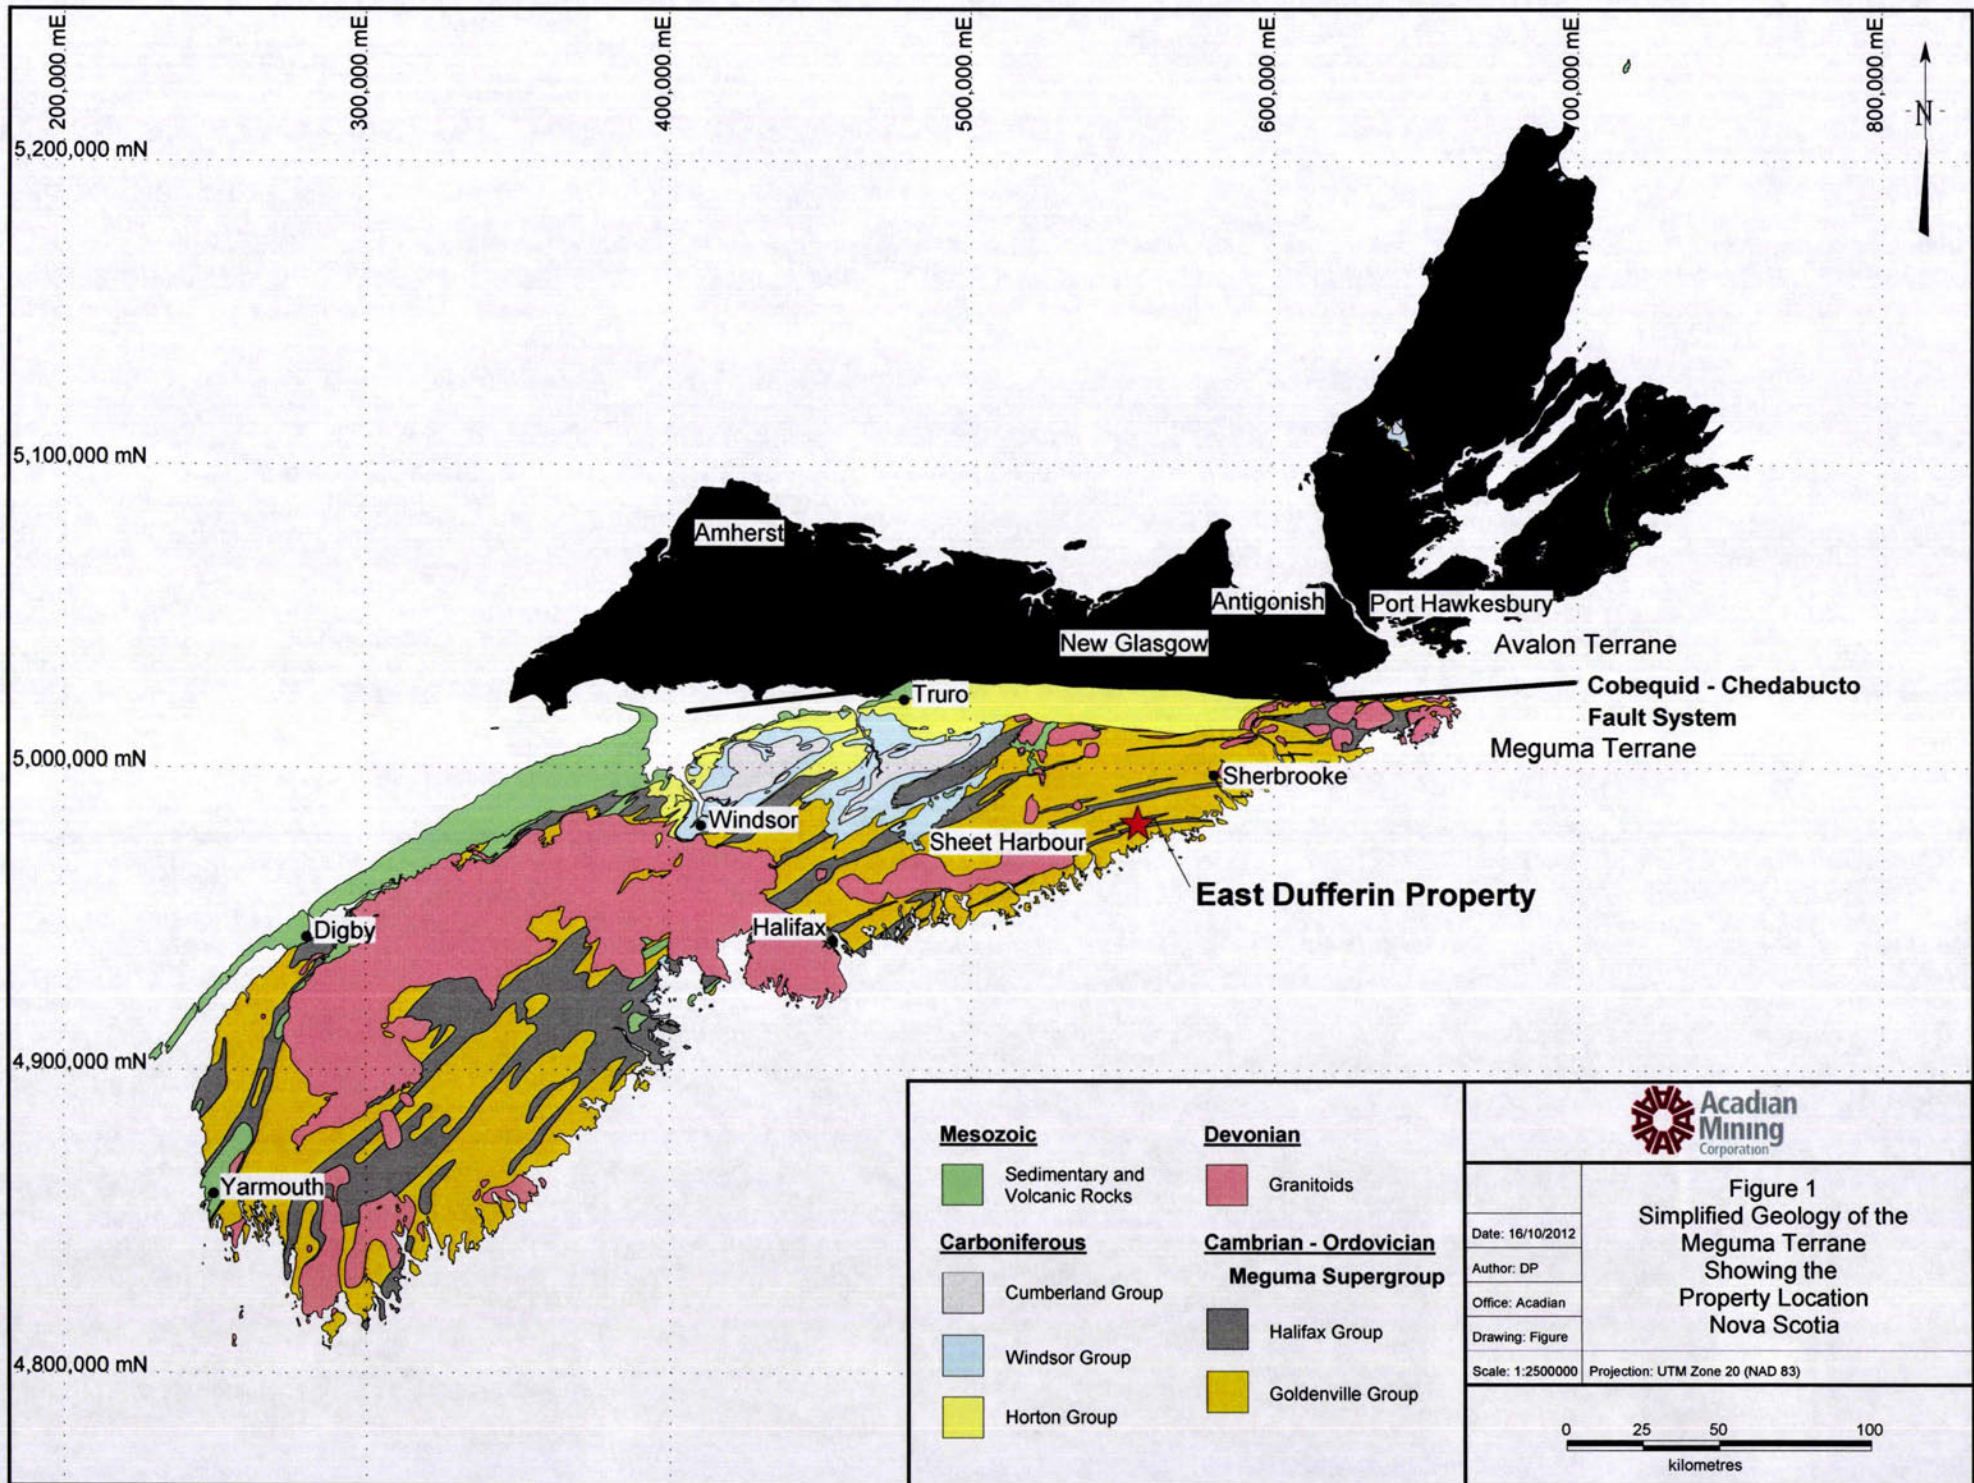 200,000 mE
300,000 mE
400,000 mE
500,000 mE
600,000 mE
700,000 mE
800,000 mE
N
5,200,000 mN
5,100,000 mN
5,000,000 mN
4,900,000 mN
4,800,000 mN
Amherst
Antigonish
Port Hawkesbury
New Glasgow
Avalon Terrane
Truro
Cobequid - Chedabucto
Fault System
Meguma Terrane
Sherbrooke
Windsor
Sheet Harbour
East Dufferin Property
Digby
Halifax
Yarmouth
Mesozoic
Sedimentary and
Volcanic Rocks
Carboniferous
Cumberland Group
Windsor Group
Horton Group
Devonian
Granitoids
Cambrian - Ordovician
Meguma Supergroup
Halifax Group
Goldenville Group
Acadian
Mining
Corporation
Figure 1
Simplified Geology of the
Meguma Terrane
Showing the
Property Location
Nova Scotia
Date: 16/10/2012
Author: DP
Office: Acadian
Drawing: Figure
Scale: 1:2500000
Projection: UTM Zone 20 (NAD 83)
0 25 50 100
kilometres